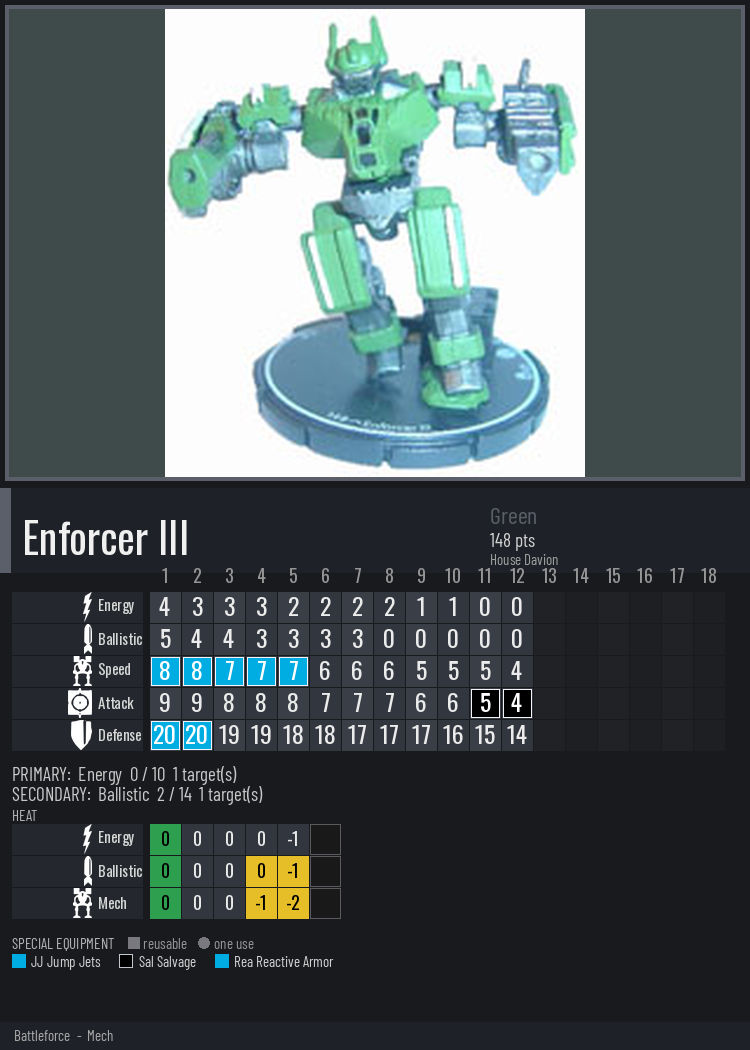 Enforcer III
Green
148 pts
House Davion
1 2 3 4 5 6 7 8 9 10 11 12 13 14 15 16 17 18
Energy 4 3 3 3 2 2 2 2 1 1 0 0
Ballistic 5 4 4 3 3 3 3 0 0 0 0 0
Speed 8 8 7 7 7 6 6 6 5 5 5 4
Attack 9 9 8 8 8 7 7 7 6 6 5 4
Defense 20 20 19 19 18 18 17 17 17 16 15 14
PRIMARY: Energy 0 / 10 1 target(s)
SECONDARY: Ballistic 2 / 14 1 target(s)
HEAT
Energy 0 0 0 0 -1
Ballistic 0 0 0 0 -1
Mech 0 0 0 -1 -2
SPECIAL EQUIPMENT reusable one use
JJ Jump Jets Sal Salvage Rea Reactive Armor
Battleforce - Mech